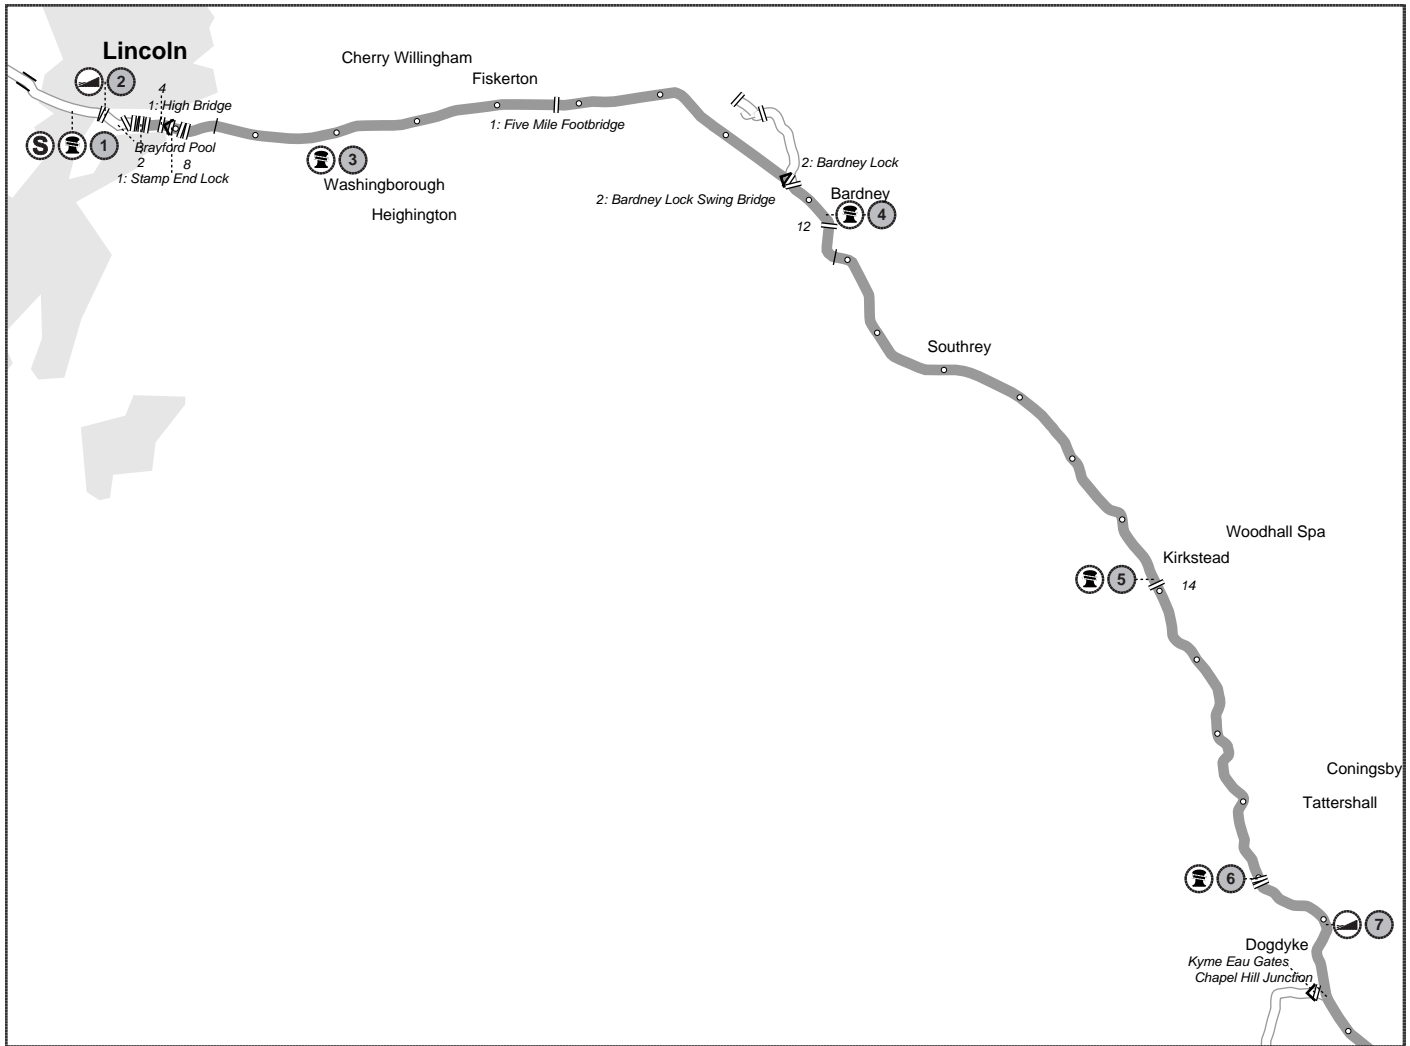 Lincoln
Cherry Willingham
Fiskerton
2
4
1: High Bridge
1: Five Mile Footbridge
S
1
Brayford Pool
2
8
1: Stamp End Lock
3
Washingborough
Heighington
2: Bardney Lock
2: Bardney Lock Swing Bridge
Bardney
4
12
Southrey
Woodhall Spa
Kirkstead
5
14
Coningsby
Tattershall
6
7
Dogdyke
Kyme Eau Gates
Chapel Hill Junction